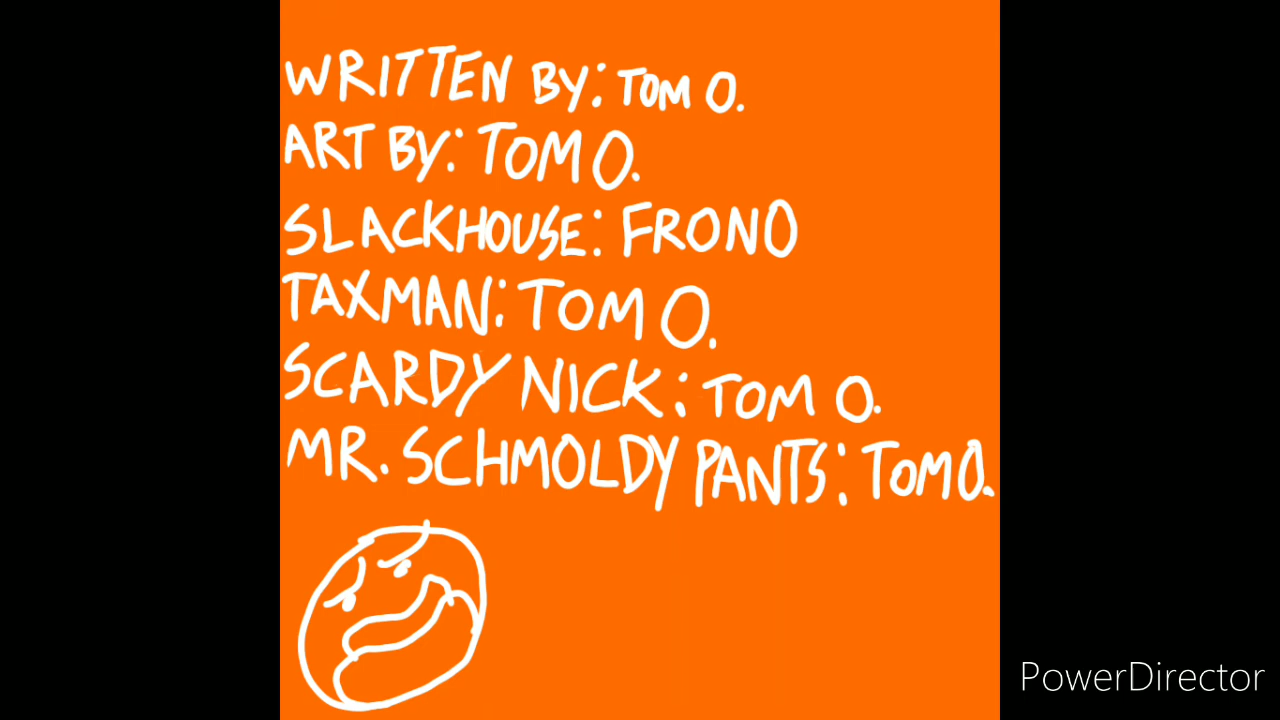 WRITTEN BY: TOM O.
ART BY: TOM O.
SLACKHOUSE: FRONO
TAXMAN: TOM O.
SCARDY NICK: TOM O.
MR. SCHMOLDY PANTS: TOM O.
PowerDirector